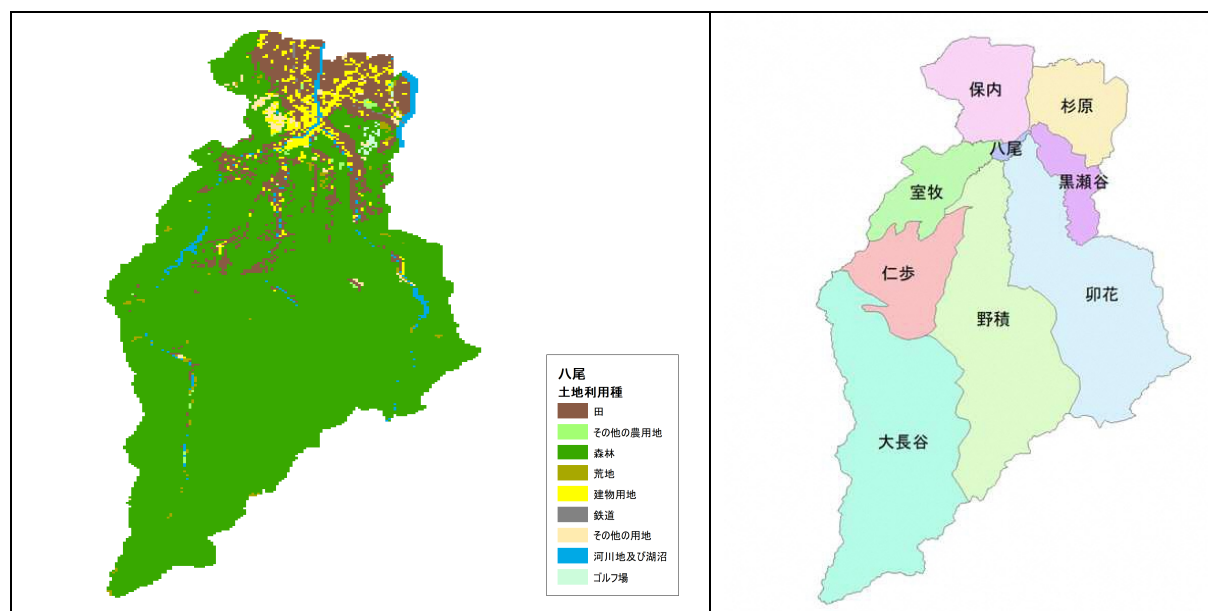 八尾
土地利用種
田
その他の農用地
森林
荒地
建物用地
鉄道
その他の用地
河川地及び湖沼
ゴルフ場
保内
杉原
八尾
黒瀬谷
室牧
仁歩
卯花
野積
大長谷